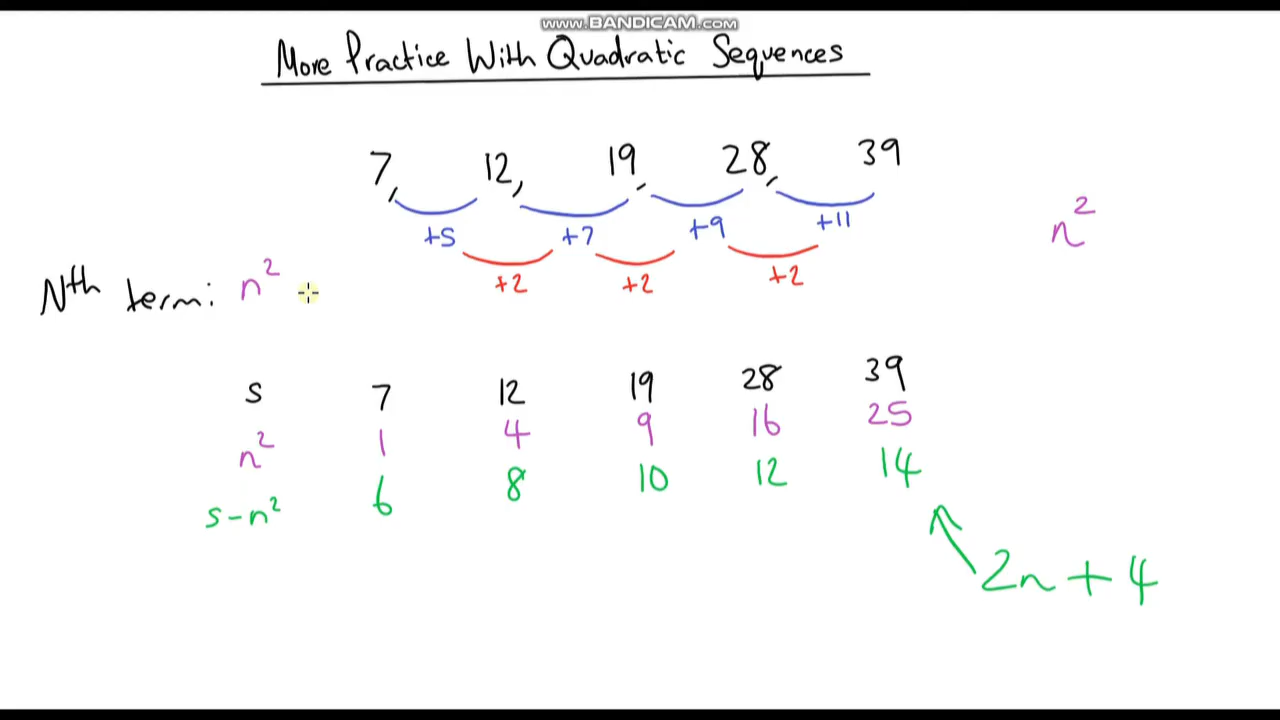 www.BANDICAM.com
More Practice With Quadratic Sequences
7, 12, 19, 28, 39
+5 +7 +9 +11
n²
+2 +2 +2
Nth term: n²
s 7 12 19 28 39
n² 1 4 9 16 25
s-n² 6 8 10 12 14
2n + 4